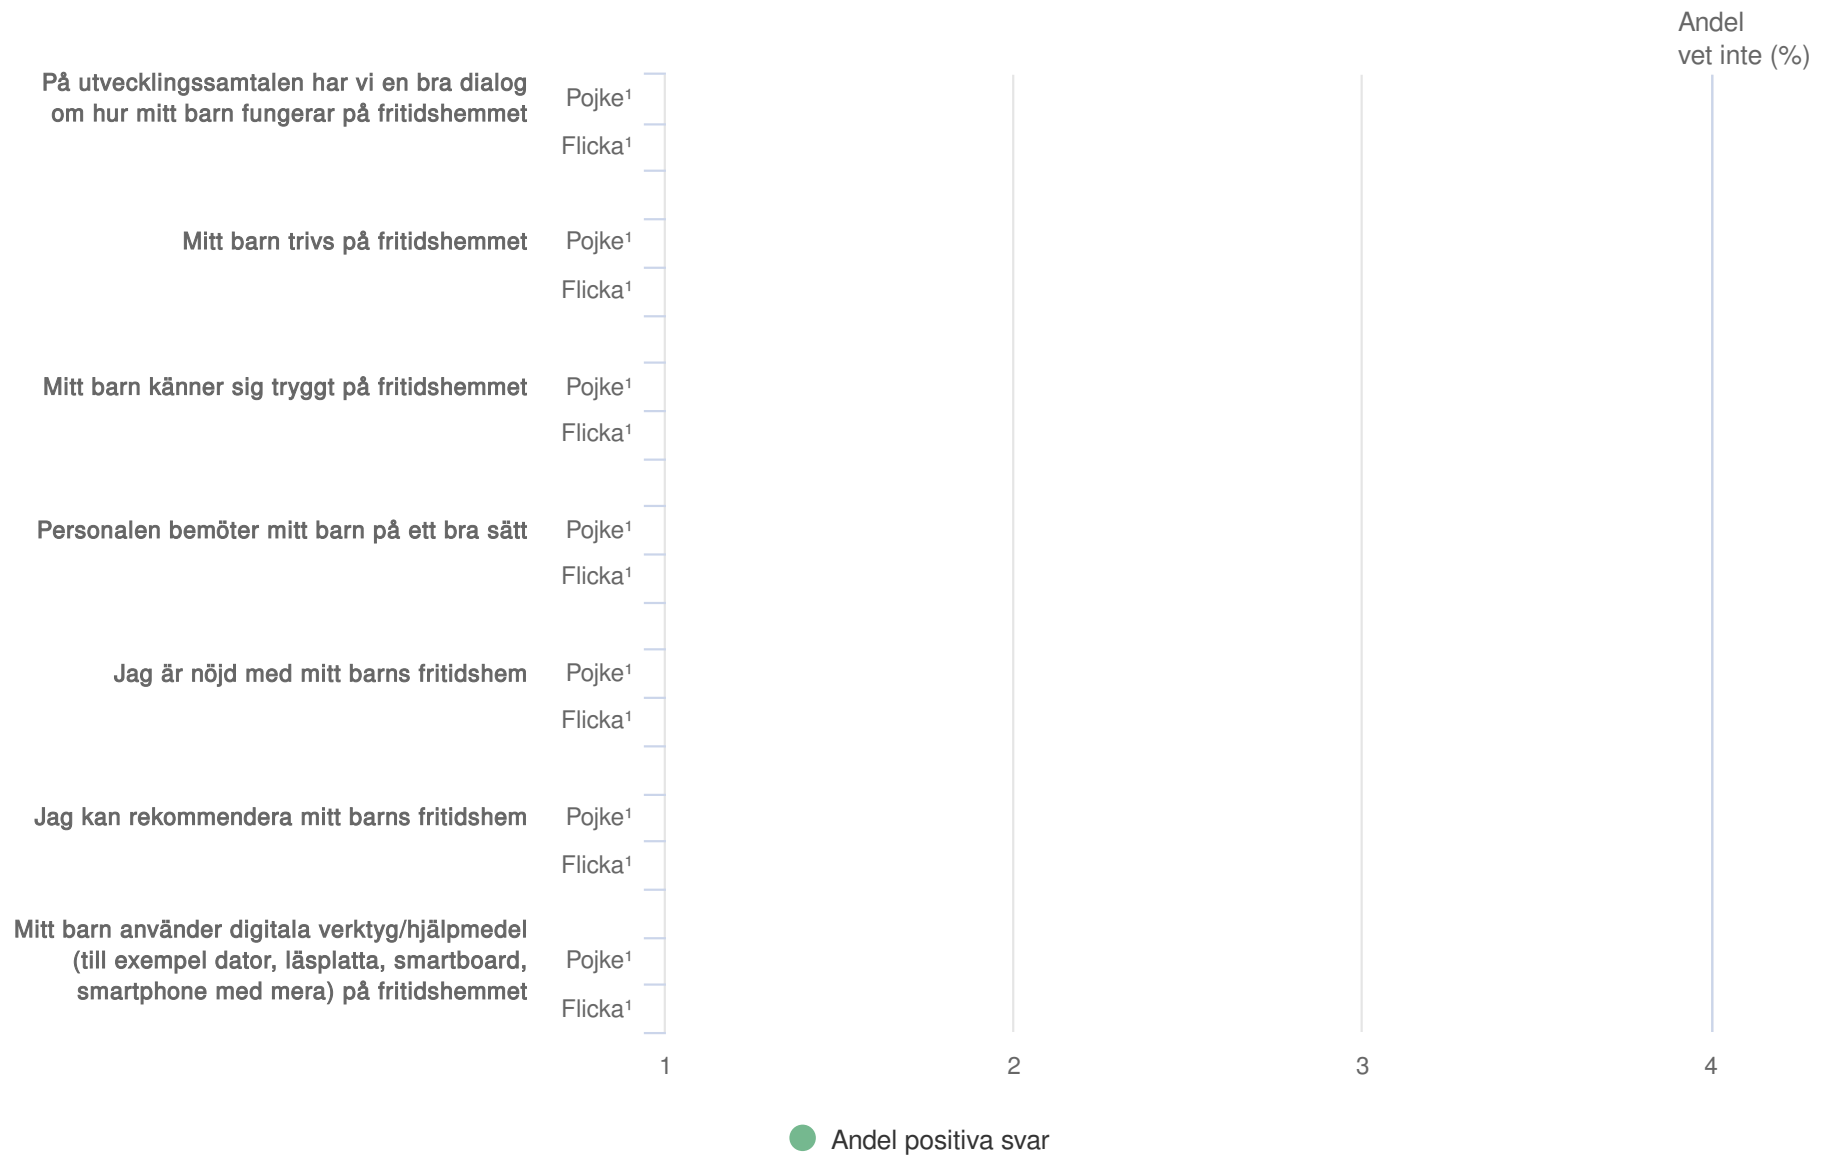 Andel
vet inte (%)
På utvecklingssamtalen har vi en bra dialog
om hur mitt barn fungerar på fritidshemmet
Pojke¹
Flicka¹
Mitt barn trivs på fritidshemmet
Pojke¹
Flicka¹
Mitt barn känner sig tryggt på fritidshemmet
Pojke¹
Flicka¹
Personalen bemöter mitt barn på ett bra sätt
Pojke¹
Flicka¹
Jag är nöjd med mitt barns fritidshem
Pojke¹
Flicka¹
Jag kan rekommendera mitt barns fritidshem
Pojke¹
Flicka¹
Mitt barn använder digitala verktyg/hjälpmedel
(till exempel dator, läsplatta, smartboard,
smartphone med mera) på fritidshemmet
Pojke¹
Flicka¹
1 2 3 4
Andel positiva svar